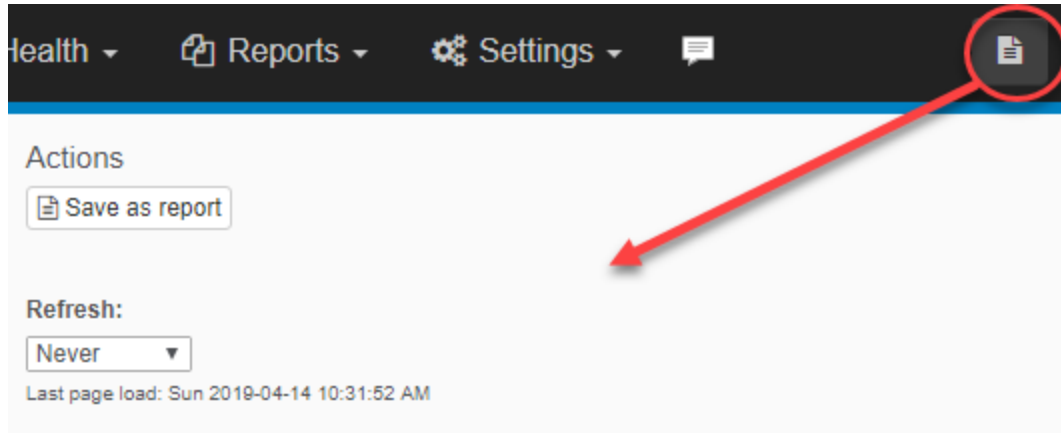 Health Reports Settings
Actions
Save as report
Refresh:
Never
Last page load: Sun 2019-04-14 10:31:52 AM